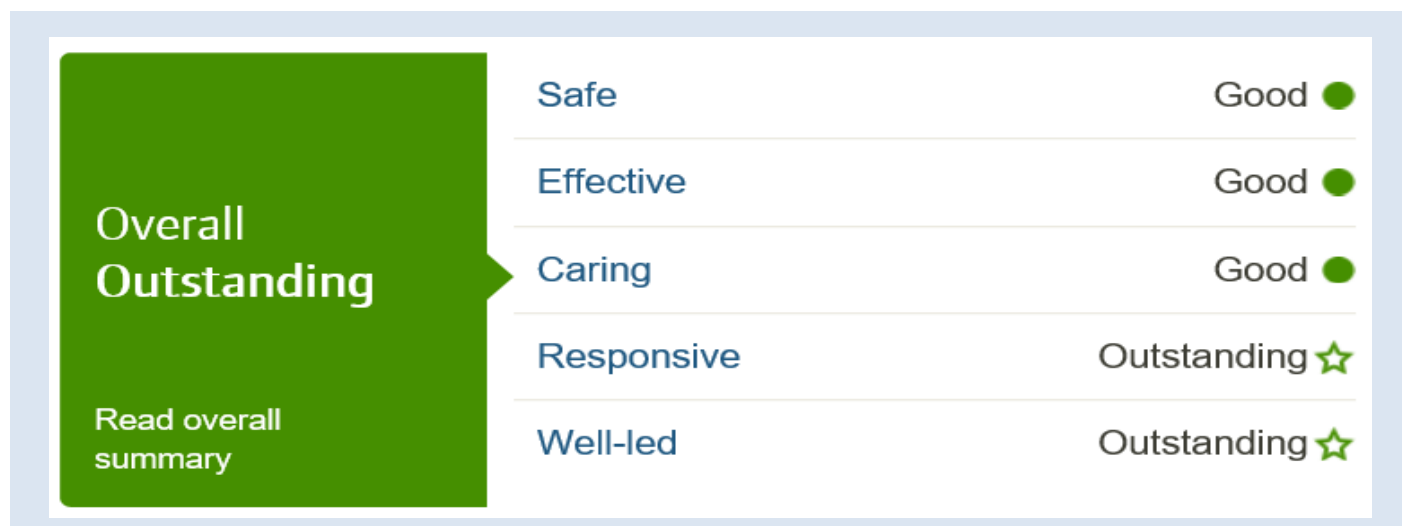 Overall
Outstanding
Read overall
summary
Safe Good
Effective Good
Caring Good
Responsive Outstanding
Well-led Outstanding